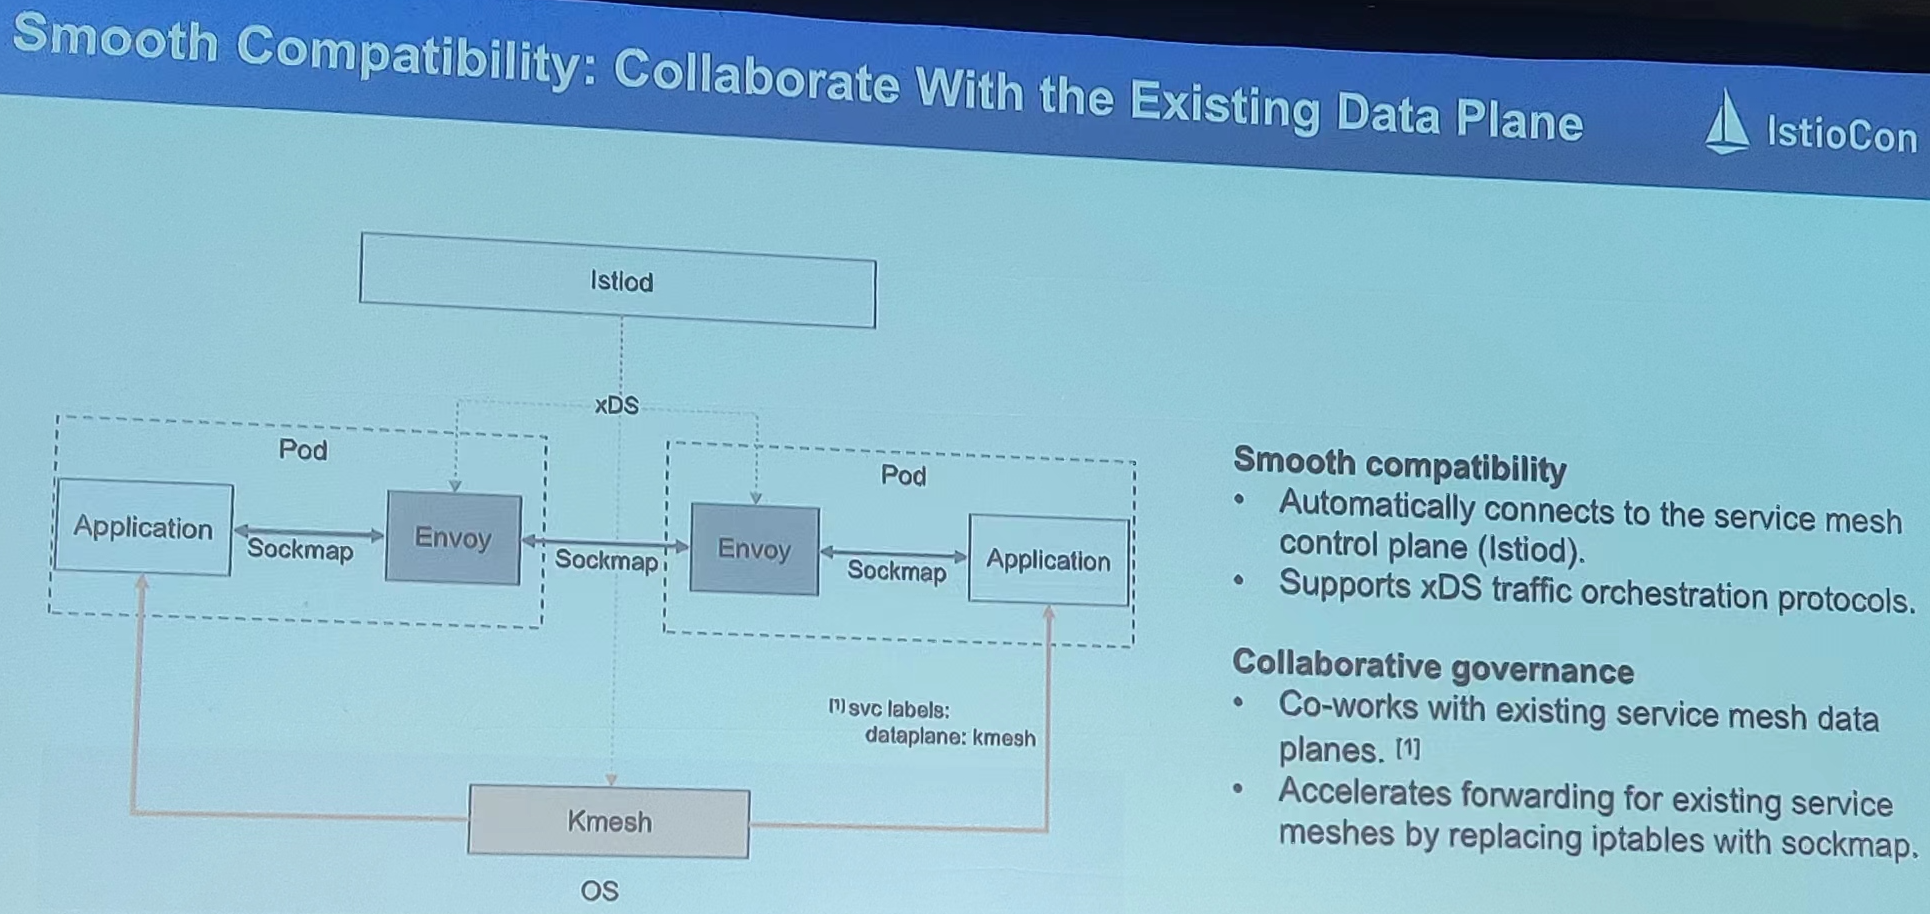 Smooth Compatibility: Collaborate With the Existing Data Plane
IstioCon
Istiod
xDS
Pod
Pod
Application
Sockmap
Envoy
Sockmap
Envoy
Sockmap
Application
[1] svc labels:
dataplane: kmesh
Kmesh
OS
Smooth compatibility
• Automatically connects to the service mesh
control plane (Istiod).
• Supports xDS traffic orchestration protocols.
Collaborative governance
• Co-works with existing service mesh data
planes. [1]
• Accelerates forwarding for existing service
meshes by replacing iptables with sockmap.